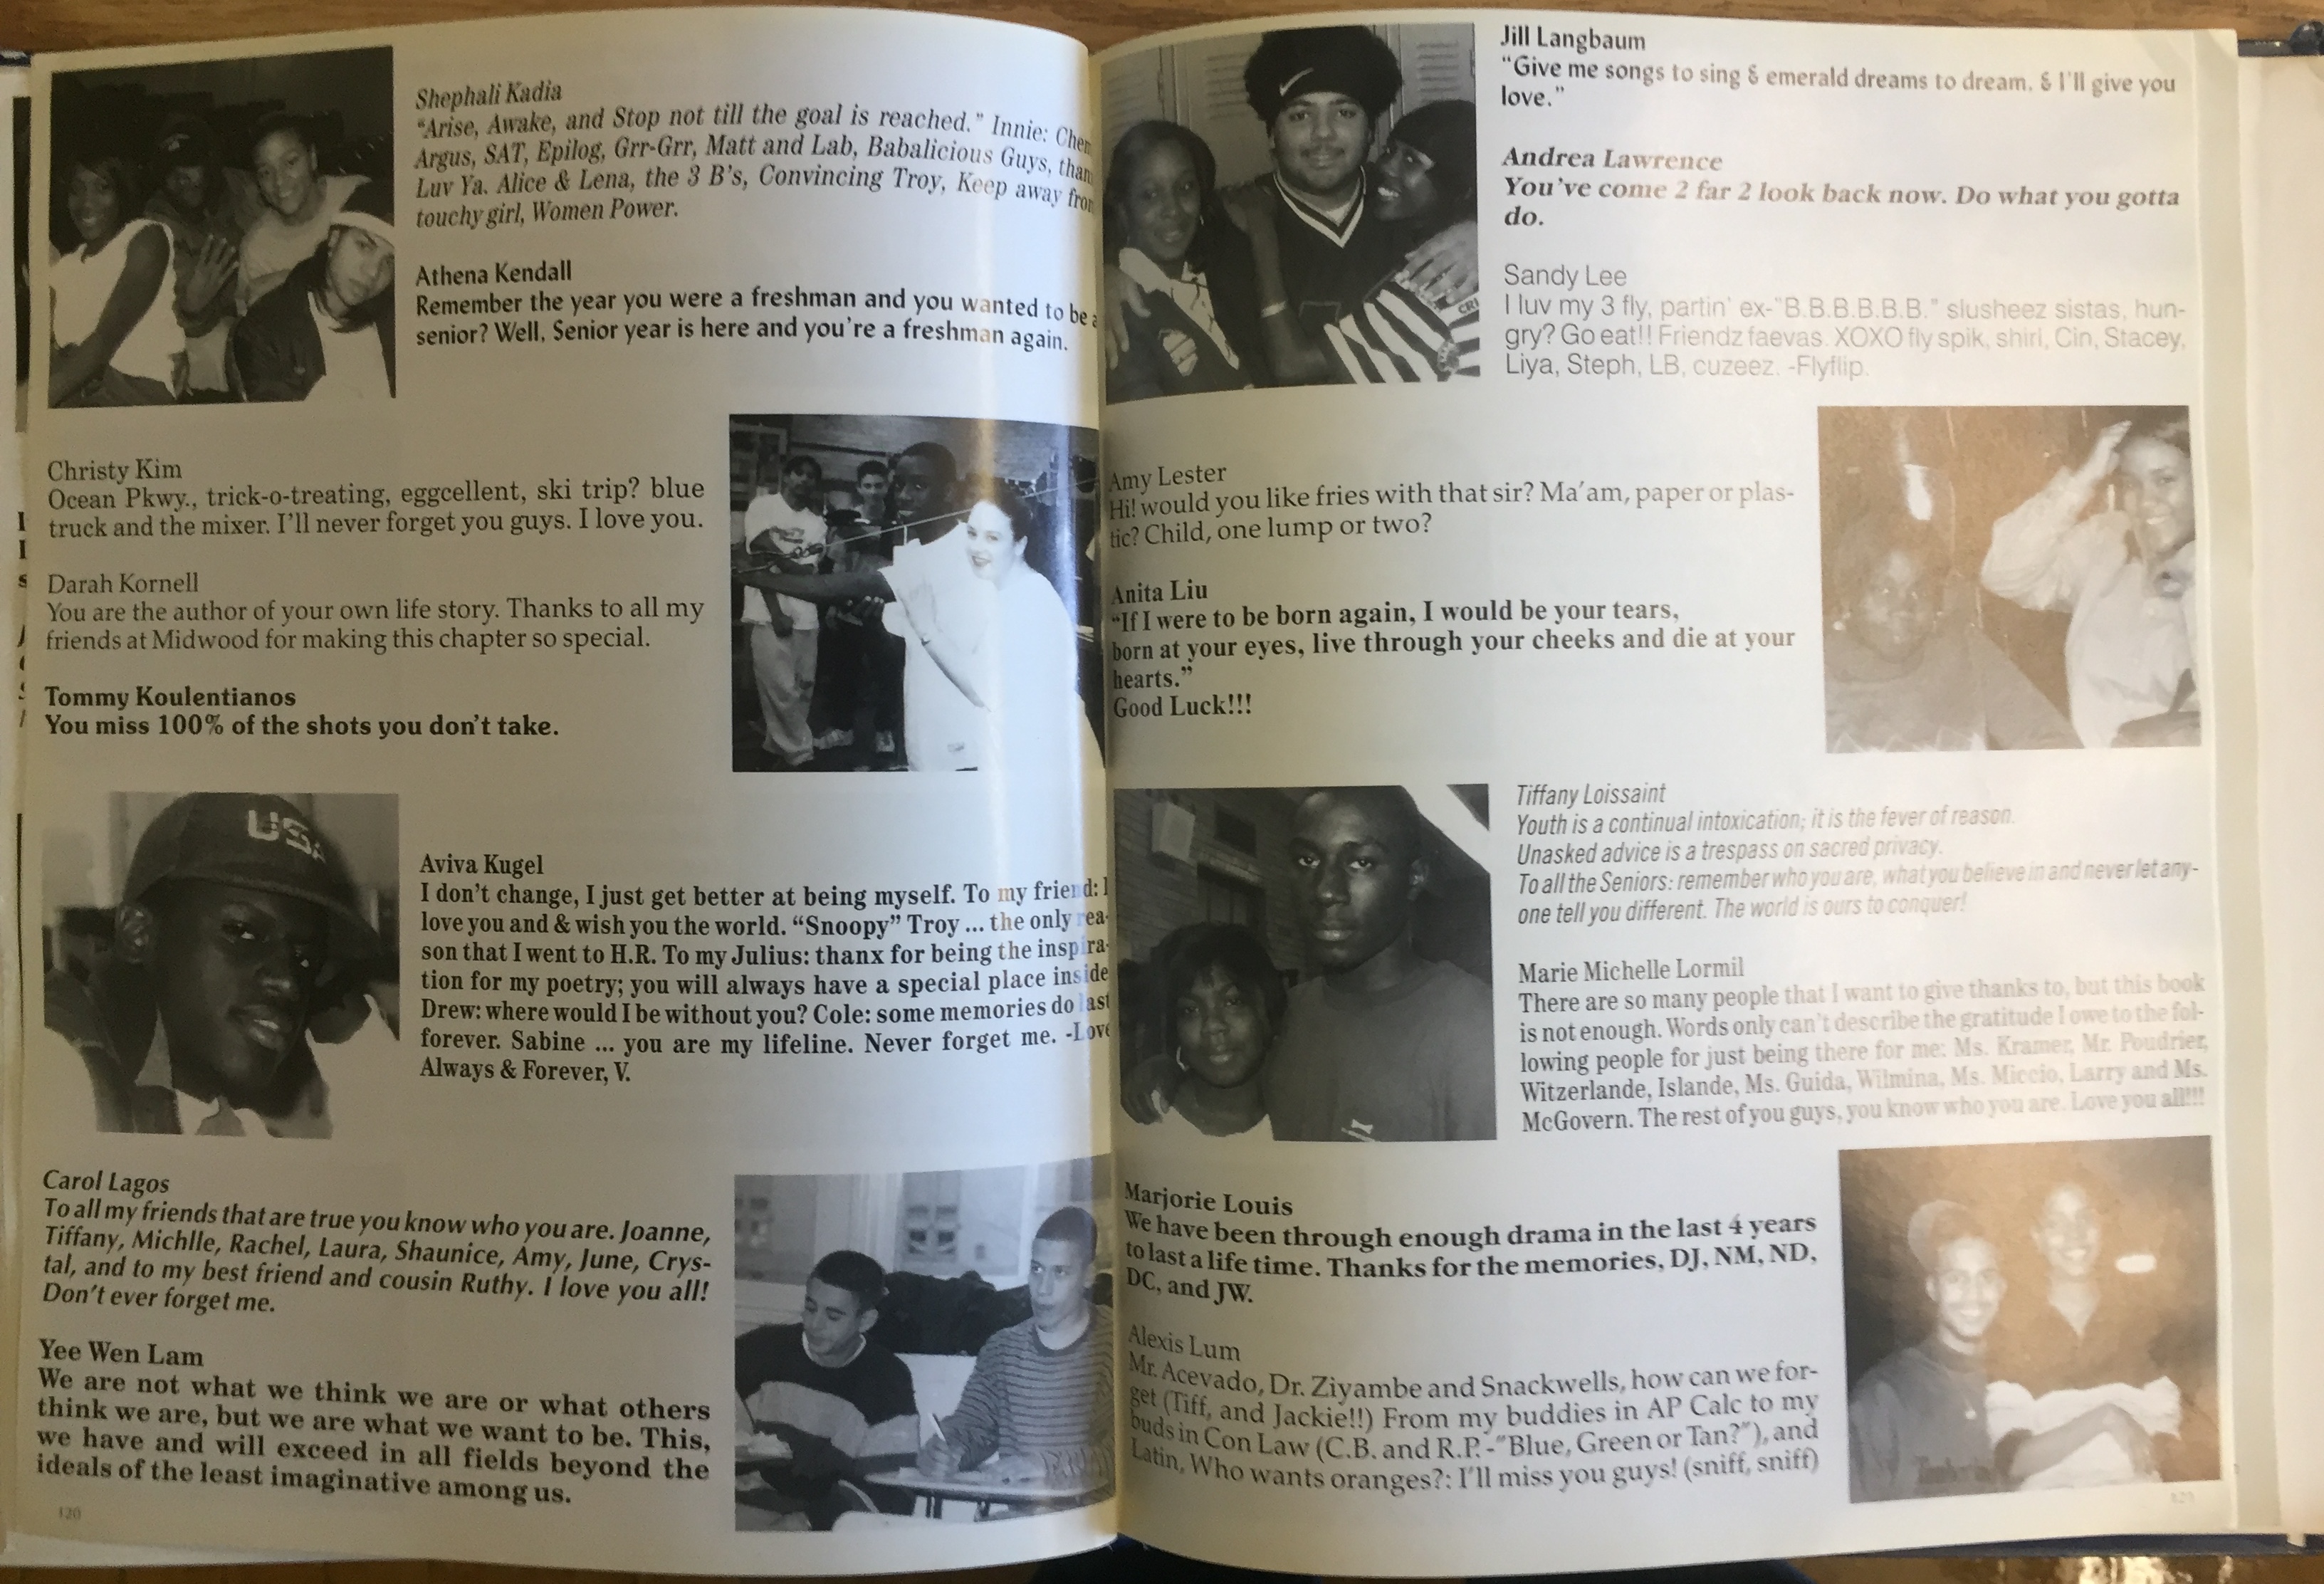 Shephali Kadia
"Arise, Awake, and Stop not till the goal is reached." Innie: Chem
Argus, SAT, Epilog, Grr-Grr, Matt and Lab, Babalicious Guys,
Luv Ya. Alice & Lena, the 3 B's, Convincing Troy, Keep away from
touchy girl, Women Power.
Athena Kendall
Remember the year you were a freshman and you wanted to be a
senior? Well, Senior year is here and you're a freshman again.
Christy Kim
Ocean Pkwy., trick-o-treating, eggcellent, ski trip? blue
truck and the mixer. I'll never forget you guys. I love you.
Darah Kornell
You are the author of your own life story. Thanks to all my
friends at Midwood for making this chapter so special.
Tommy Koulentianos
You miss 100% of the shots you don't take.
USA
Aviva Kugel
I don't change, I just get better at being myself. To my friend: I
love you and & wish you the world. "Snoopy" Troy ... the only rea-
son that I went to H.R. To my Julius: thanx for being the inspira-
tion for my poetry; you will always have a special place inside
Drew: where would I be without you? Cole: some memories do last
forever. Sabine ... you are my lifeline. Never forget me. -Love
Always & Forever, V.
Carol Lagos
To all my friends that are true you know who you are. Joanne,
Tiffany, Michlle, Rachel, Laura, Shaunice, Amy, June, Crys-
tal, and to my best friend and cousin Ruthy. I love you all!
Don't ever forget me.
Yee Wen Lam
We are not what we think we are or what others
think we are, but we are what we want to be. This,
we have and will exceed in all fields beyond the
ideals of the least imaginative among us.
120
Jill Langbaum
"Give me songs to sing & emerald dreams to dream, & I'll give you
love."
Andrea Lawrence
You've come 2 far 2 look back now. Do what you gotta
do.
Sandy Lee
I luv my 3 fly, partin' ex-"B.B.B.B.B.B." slusheez sistas, hun-
gry? Go eat!! Friendz faevas. XOXO fly spik, shiri, Cin, Stacey,
Liya, Steph, LB, cuzeez. -Flyflip.
Amy Lester
Hi! would you like fries with that sir? Ma'am, paper or plas-
tic? Child, one lump or two?
Anita Liu
"If I were to be born again, I would be your tears,
born at your eyes, live through your cheeks and die at your
hearts."
Good Luck!!!
Tiffany Loissaint
Youth is a continual intoxication; it is the fever of reason.
Unasked advice is a trespass on sacred privacy.
To all the Seniors: remember who you are, what you believe in and never let any-
one tell you different. The world is ours to conquer!
Marie Michelle Lormil
There are so many people that I want to give thanks to, but this book
is not enough. Words only can't describe the gratitude I owe to the fol-
lowing people for just being there for me: Ms. Kramer, Mr. Poudrier,
Witzerlande, Islande, Ms. Guida, Wilmina, Ms. Miccio, Larry and Ms.
McGovern. The rest of you guys, you know who you are. Love you all!!!
Marjorie Louis
We have been through enough drama in the last 4 years
to last a life time. Thanks for the memories, DJ, NM, ND,
DC, and JW.
Alexis Lum
Mr. Acevado, Dr. Ziyambe and Snackwells, how can we for-
get (Tiff, and Jackie!!) From my buddies in AP Calc to my
buds in Con Law (C.B. and R.P. -"Blue, Green or Tan?"), and
Latin, Who wants oranges?: I'll miss you guys! (sniff, sniff)